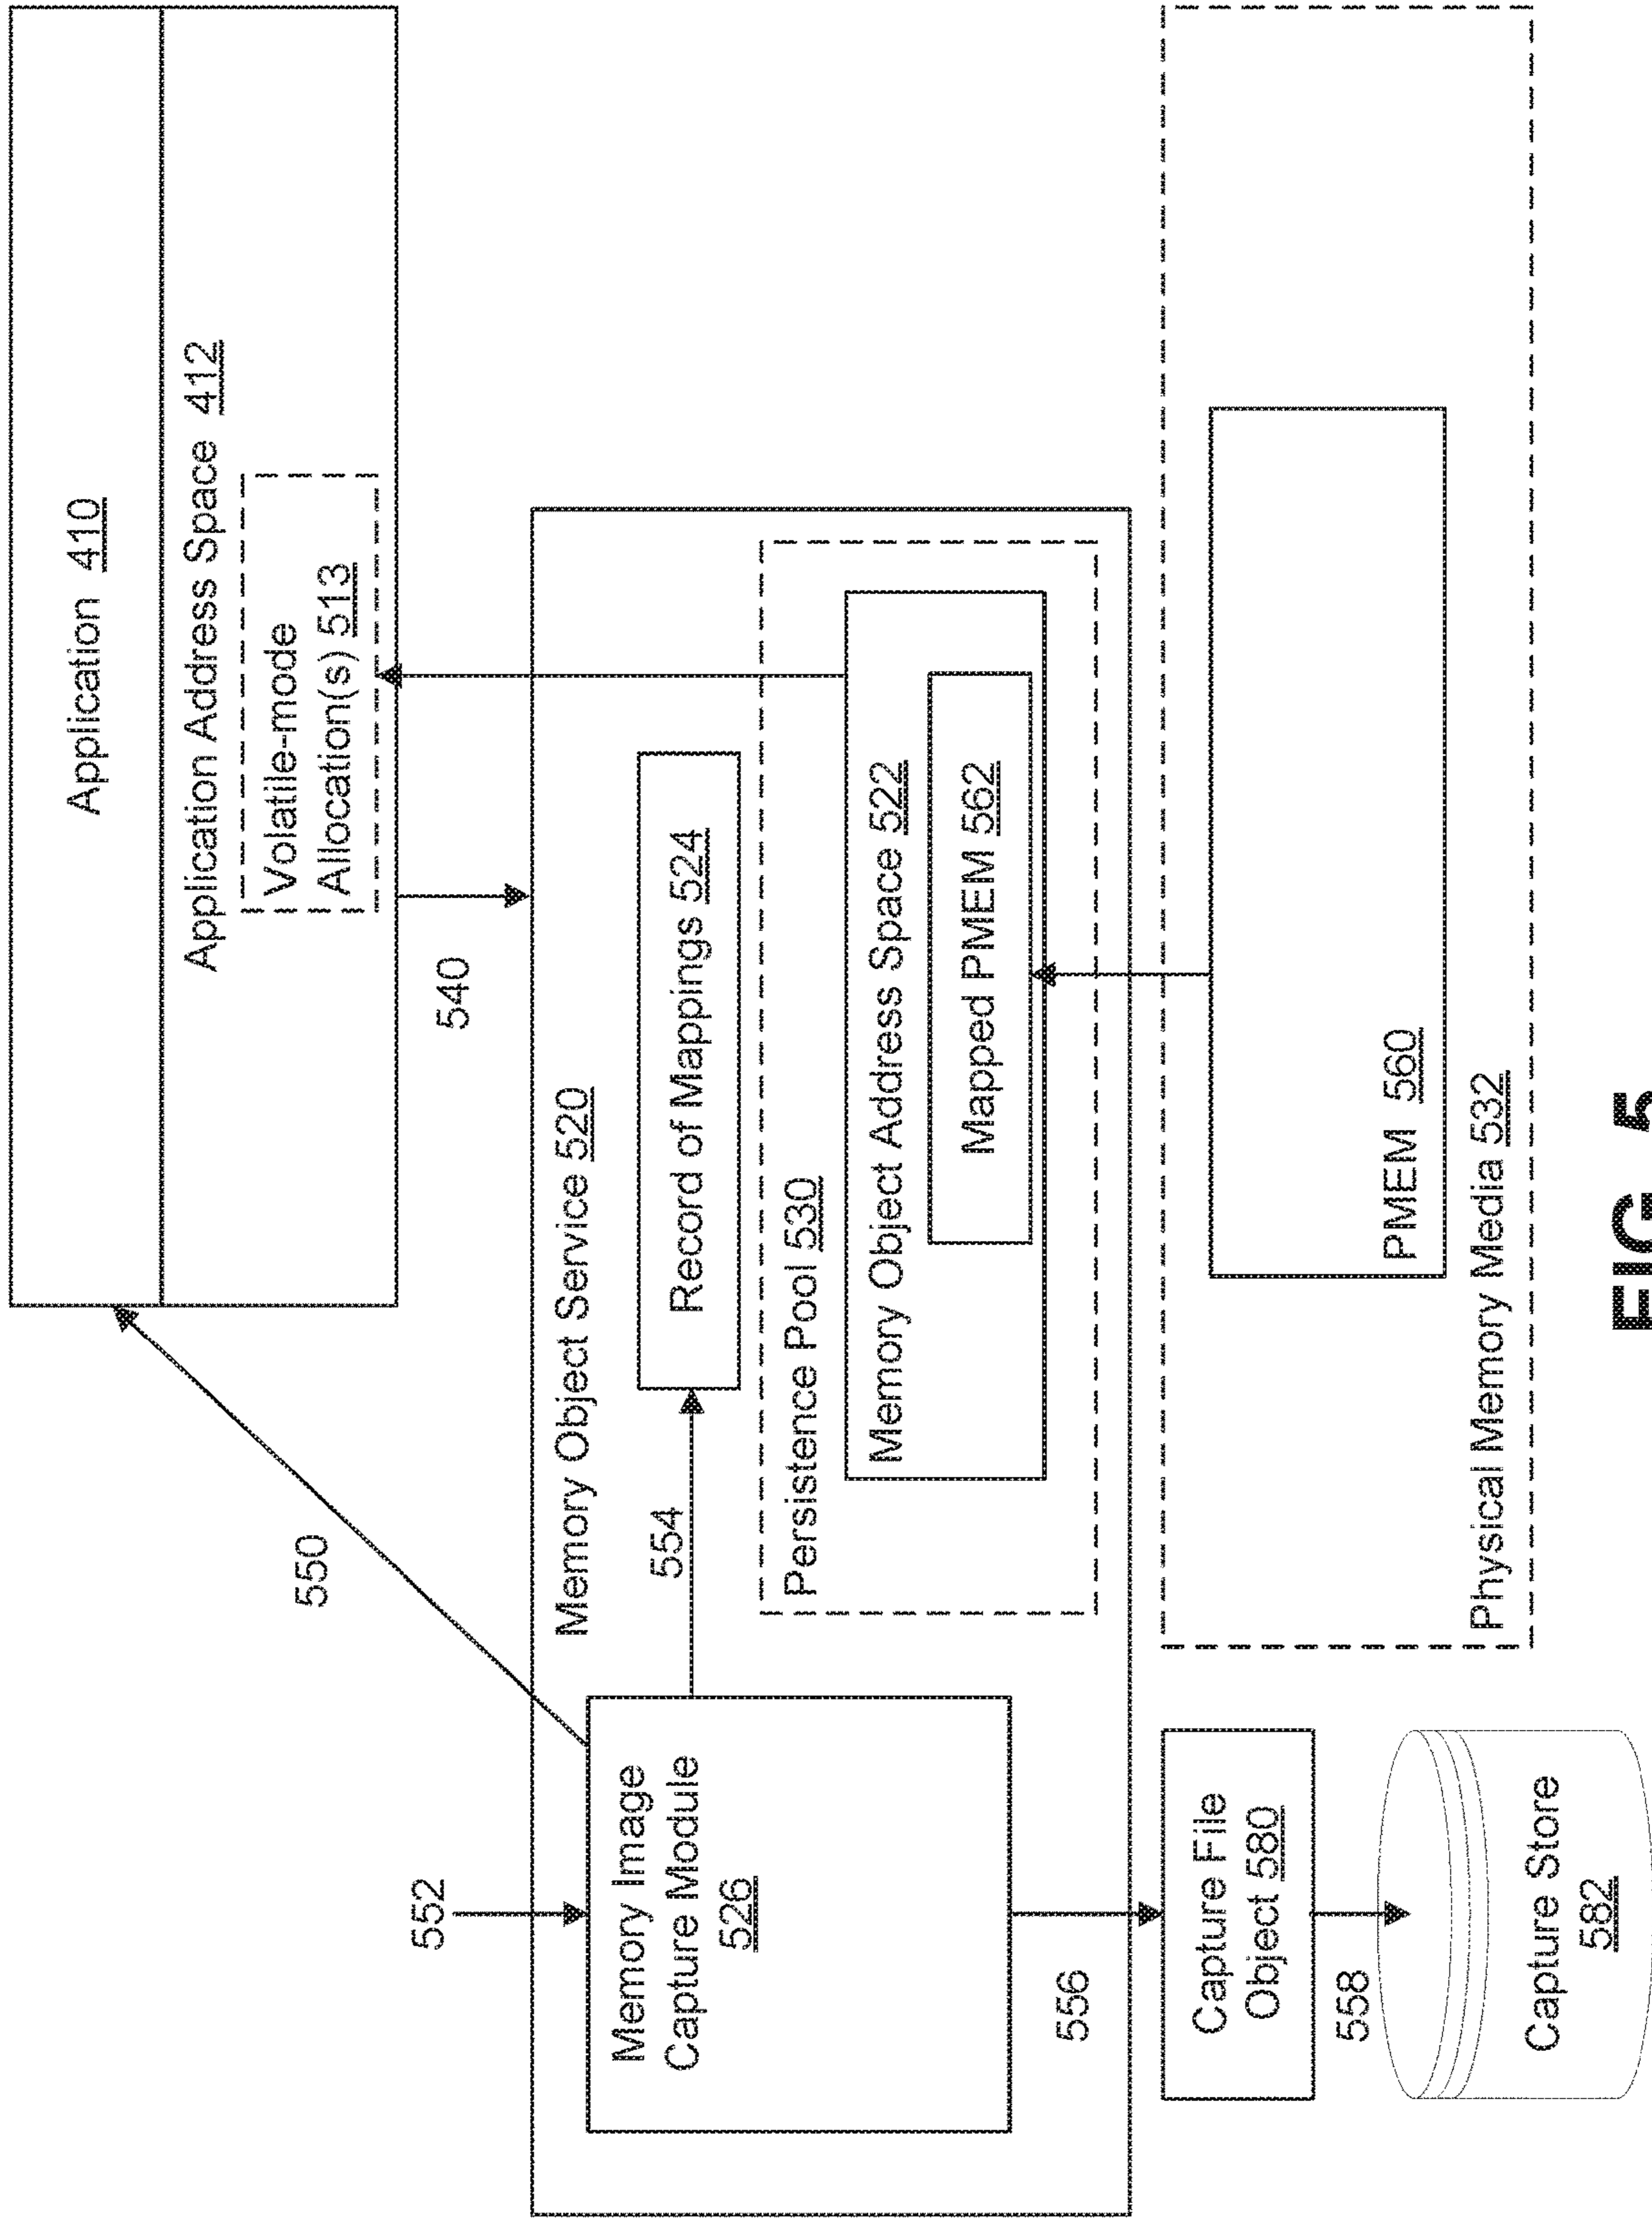 Application 410
Application Address Space 412
Volatile-mode
Allocation(s) 513
540
550
552
Memory Object Service 520
Memory Image
Capture Module
526
554
Record of Mappings 524
Persistence Pool 530
Memory Object Address Space 522
Mapped PMEM 562
556
Capture File
Object 580
558
Capture Store
582
PMEM 560
Physical Memory Media 532
FIG. 5